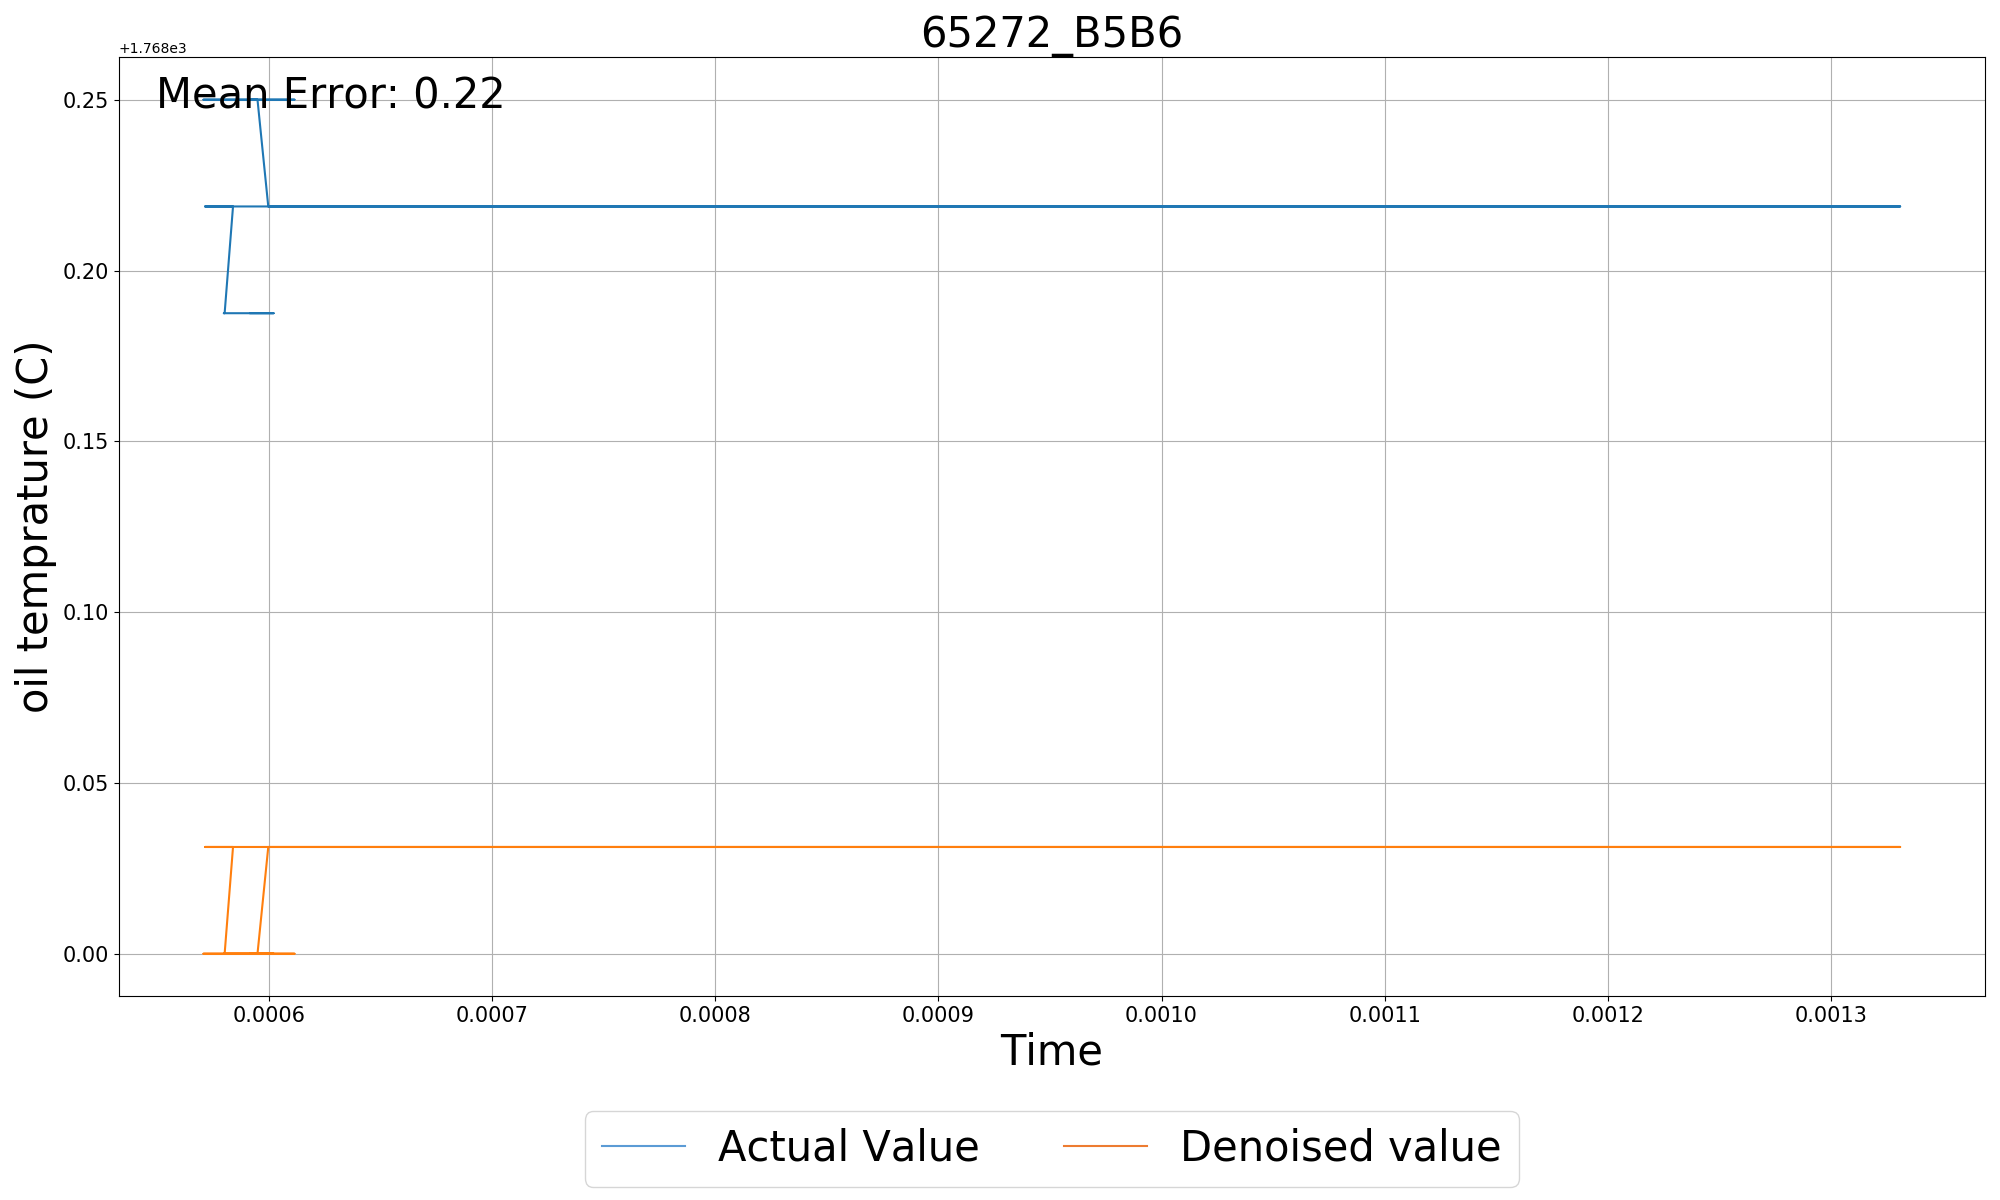 65272_B5B6
+1.768e3
Mean Error: 0.22
0.25
0.20
0.15
0.10
0.05
0.00
oil temprature (C)
0.0006 0.0007 0.0008 0.0009 0.0010 0.0011 0.0012 0.0013
Time
Actual Value Denoised value